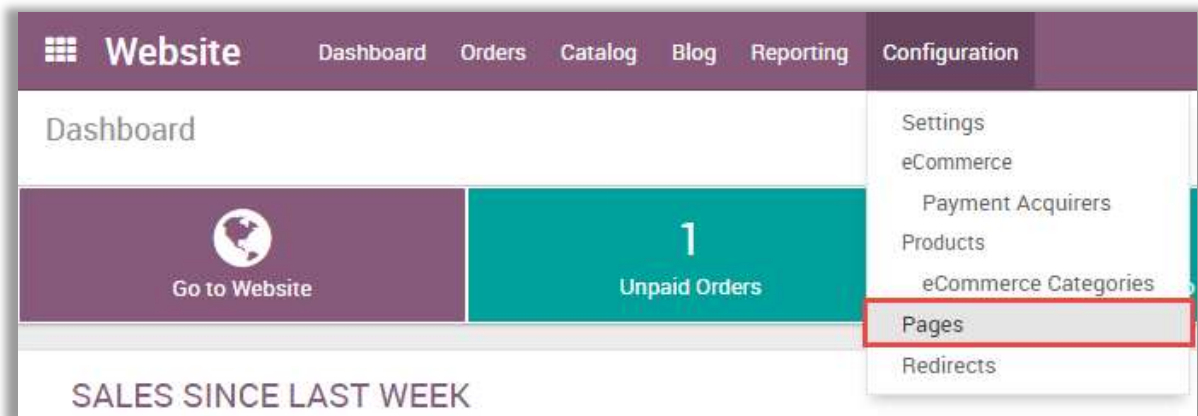 Website Dashboard Orders Catalog Blog Reporting Configuration
Dashboard
Settings
eCommerce
Payment Acquirers
Products
eCommerce Categories
Pages
Redirects
Go to Website
1
Unpaid Orders
SALES SINCE LAST WEEK